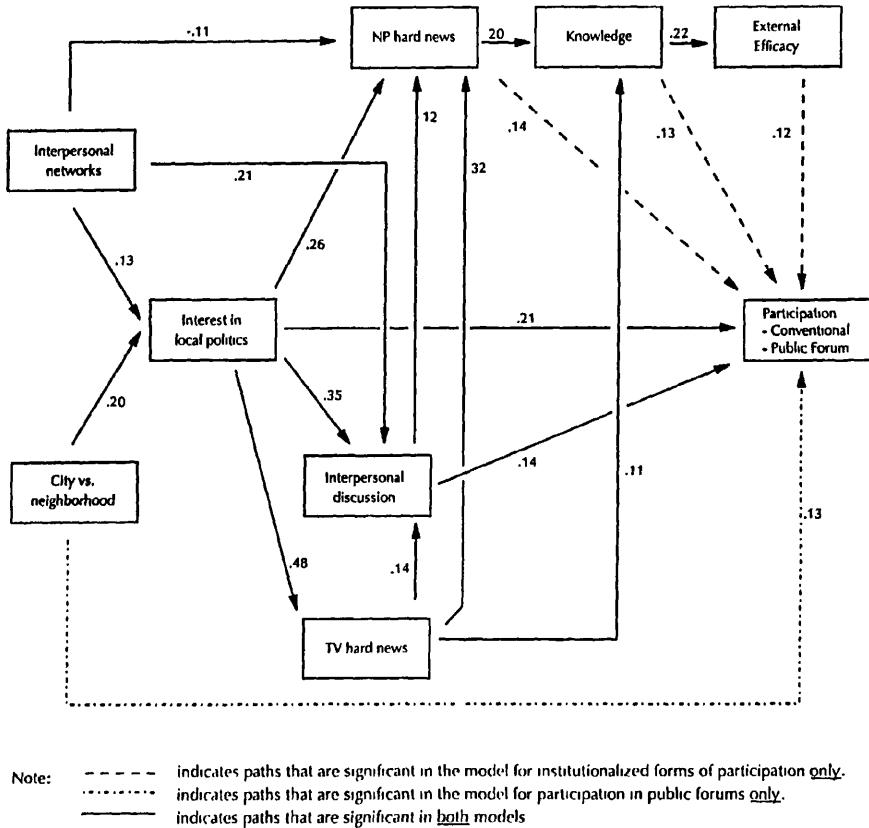 -.11
NP hard news
20
Knowledge
.22
External
Efficacy
Interpersonal
networks
.21
12
.14
.13
.12
32
.13
.26
Interest in
local politics
.21
Participation
- Conventional
- Public Forum
.20
.35
City vs.
neighborhood
Interpersonal
discussion
.14
.11
.13
.48
.14
TV hard news
Note:
indicates paths that are significant in the model for institutionalized forms of participation only.
indicates paths that are significant in the model for participation in public forums only.
indicates paths that are significant in both models